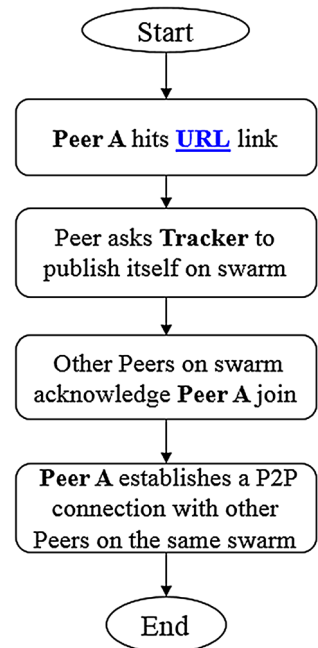 Start
Peer A hits URL link
Peer asks Tracker to
publish itself on swarm
Other Peers on swarm
acknowledge Peer A join
Peer A establishes a P2P
connection with other
Peers on the same swarm
End